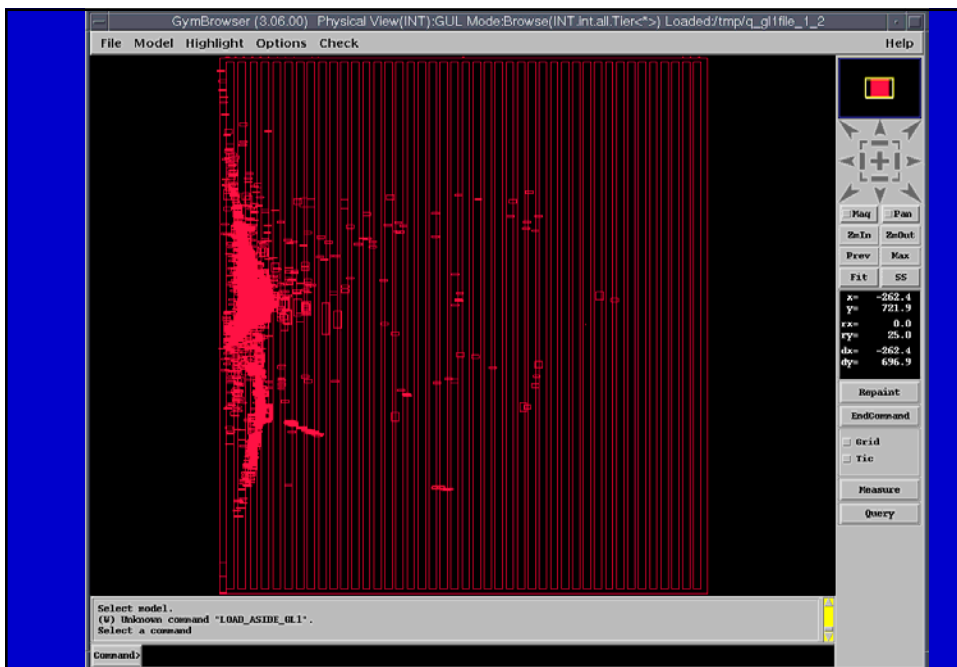 GymBrowser (3.06.00) Physical View(INT):GUL Mode:Browse(INT.int.all.Tier<*>) Loaded:/tmp/q_gl1file_1_2
File Model Highlight Options Check Help
Mag Pan
ZmIn ZmOut
Prev Max
Fit SS
x= -262.4
y= 721.9
rx= 0.0
ry= 25.0
dx= -262.4
dy= 696.9
Repaint
EndCommand
Grid
Tic
Measure
Query
Select model.
(W) Unknown command "LOAD_ASIDE_GL1".
Select a command
Command>